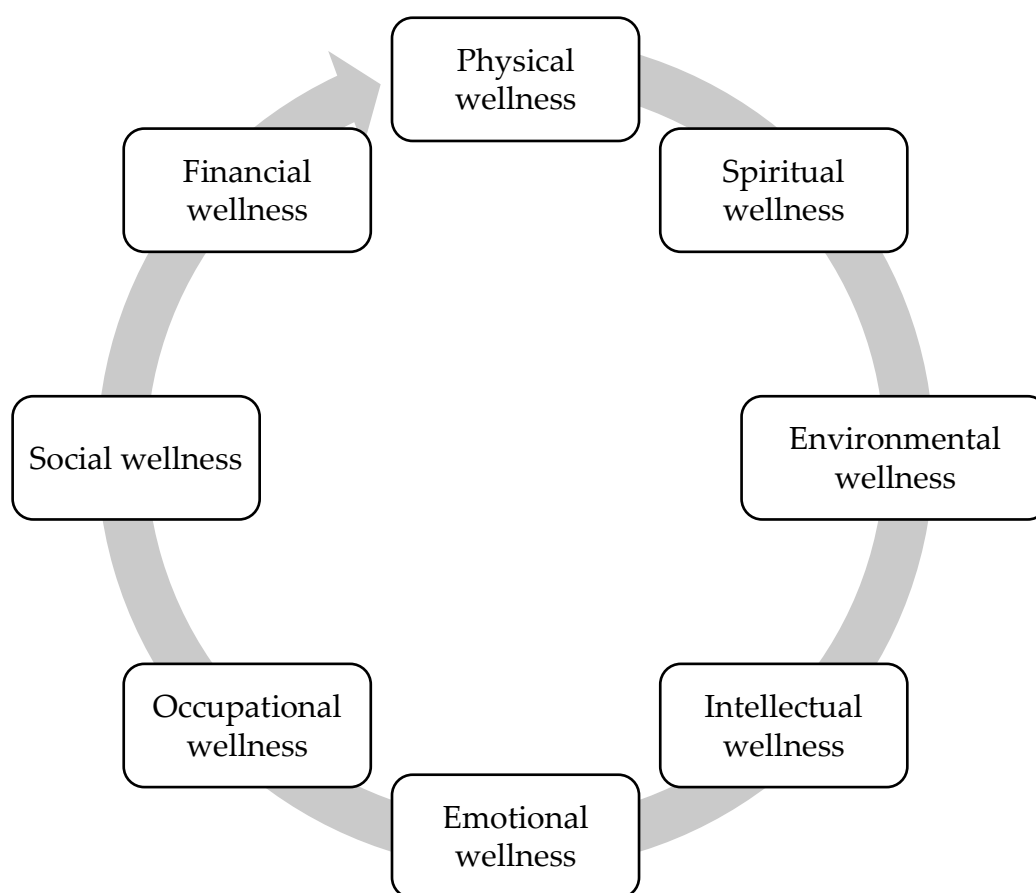 Physical
wellness
Spiritual
wellness
Environmental
wellness
Intellectual
wellness
Emotional
wellness
Occupational
wellness
Social wellness
Financial
wellness